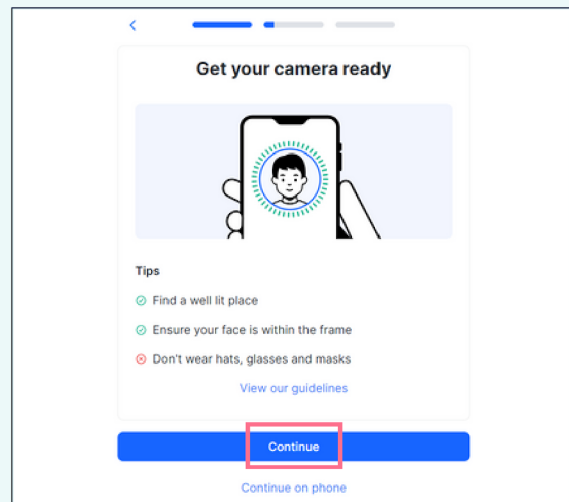 Get your camera ready
Tips
Find a well lit place
Ensure your face is within the frame
Don't wear hats, glasses and masks
View our guidelines
Continue
Continue on phone